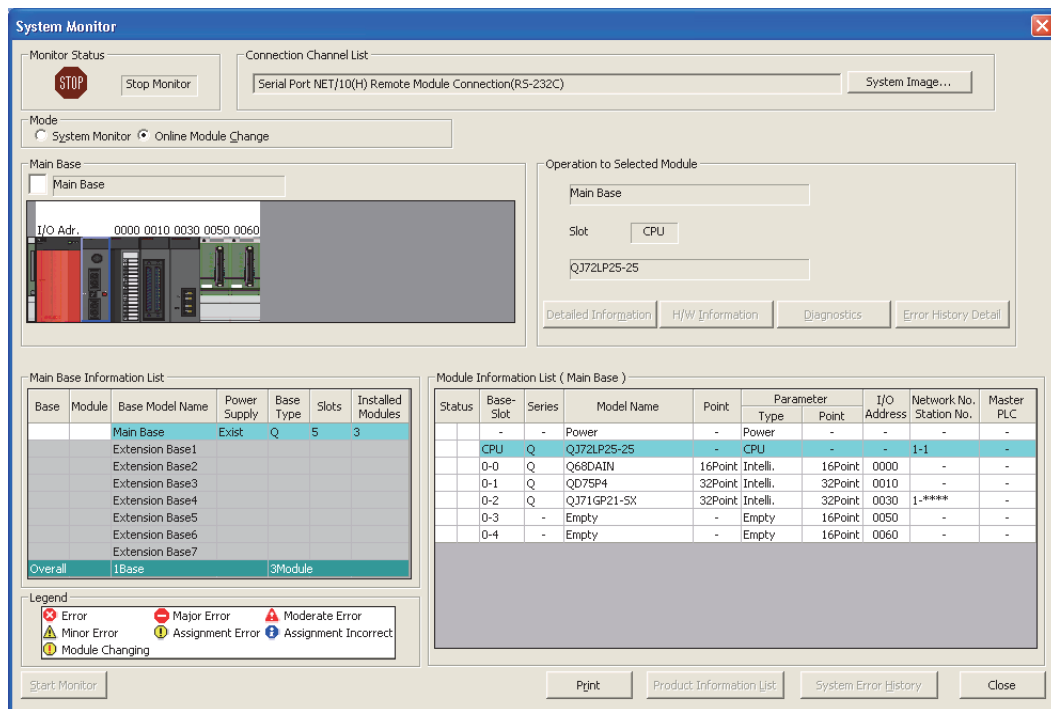 System Monitor
Monitor Status
STOP
Stop Monitor
Connection Channel List
Serial Port NET/10(H) Remote Module Connection(RS-232C)
System Image...
Mode
System Monitor Online Module Change
Main Base
Main Base
I/O Adr. 0000 0010 0030 0050 0060
Operation to Selected Module
Main Base
Slot CPU
QJ72LP25-25
Detailed Information H/W Information Diagnostics Error History Detail
Main Base Information List
Base Module Base Model Name Power Supply Base Type Slots Installed Modules
Main Base Exist Q 5 3
Extension Base1
Extension Base2
Extension Base3
Extension Base4
Extension Base5
Extension Base6
Extension Base7
Overall 1Base 3Module
Legend
Error Major Error Moderate Error
Minor Error Assignment Error Assignment Incorrect
Module Changing
Module Information List ( Main Base )
Status Base-Slot Series Model Name Point Parameter Type Point I/O Address Network No. Station No. Master PLC
- - Power - Power - - - -
CPU Q QJ72LP25-25 - CPU - - 1-1 -
0-0 Q Q68DAIN 16Point Intelli. 16Point 0000 - -
0-1 Q QD75P4 32Point Intelli. 32Point 0010 - -
0-2 Q QJ71GP21-SX 32Point Intelli. 32Point 0030 1-**** -
0-3 - Empty - Empty 16Point 0050 - -
0-4 - Empty - Empty 16Point 0060 - -
Start Monitor Print Product Information List System Error History Close